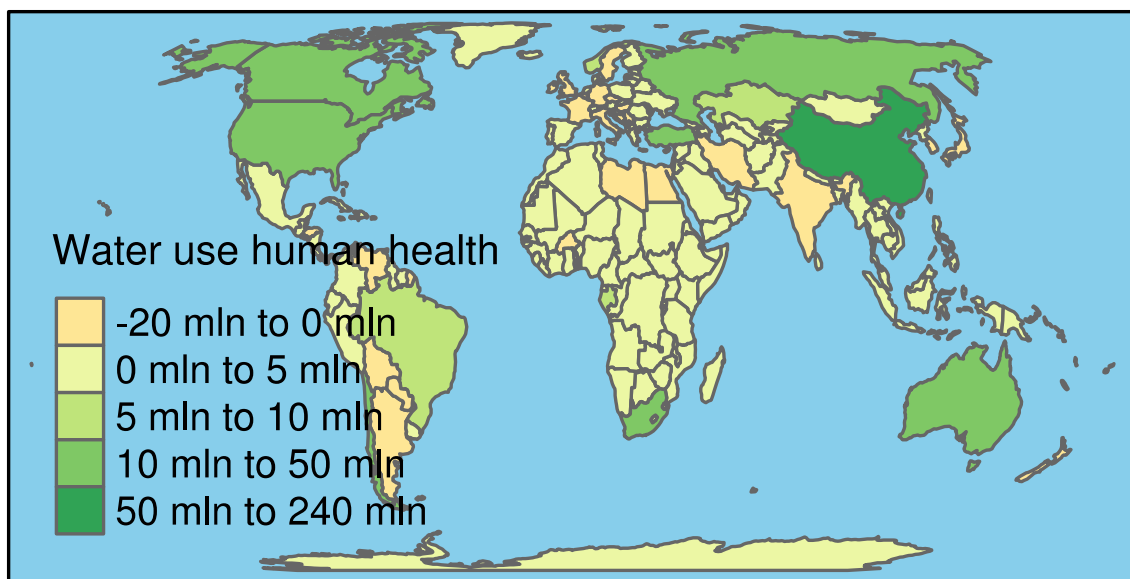 Water use human health
-20 mln to 0 mln
0 mln to 5 mln
5 mln to 10 mln
10 mln to 50 mln
50 mln to 240 mln